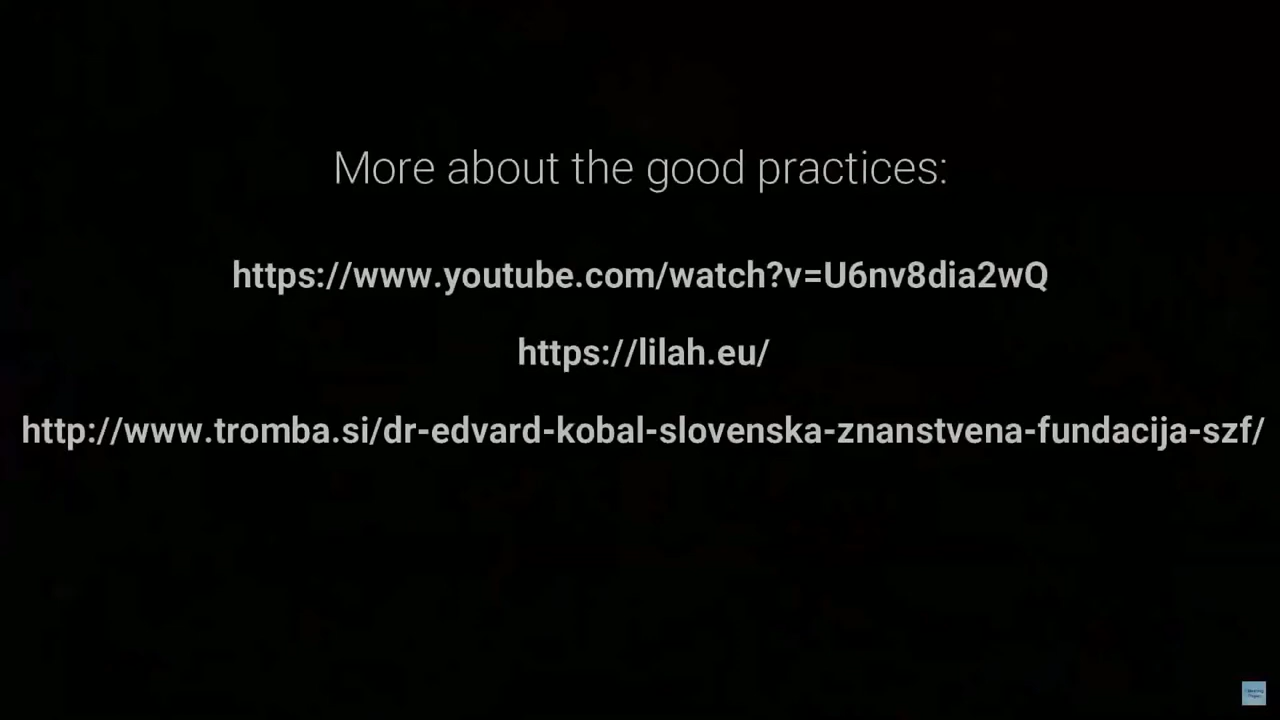 More about the good practices:
https://www.youtube.com/watch?v=U6nv8dia2wQ
https://lilah.eu/
http://www.tromba.si/dr-edvard-kobal-slovenska-znanstvena-fundacija-szf/